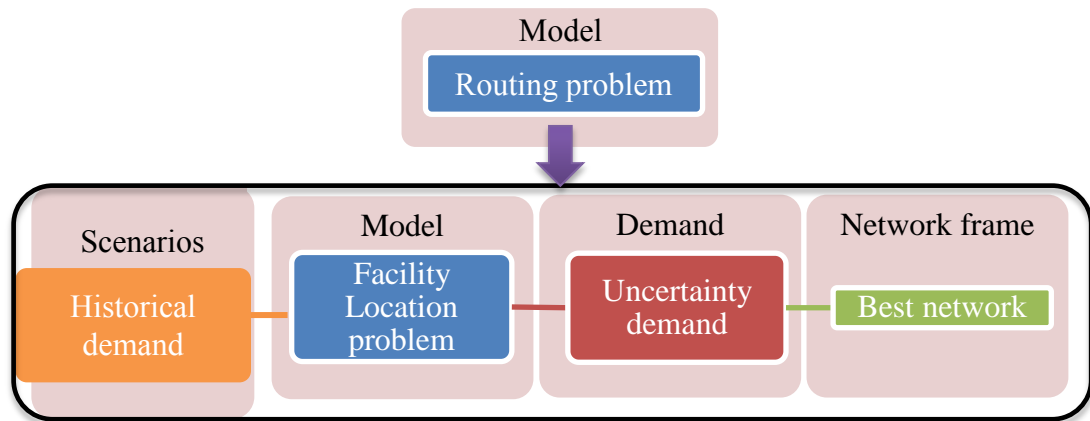 Model
Routing problem
Scenarios
Historical
demand
Model
Facility
Location
problem
Demand
Uncertainty
demand
Network frame
Best network